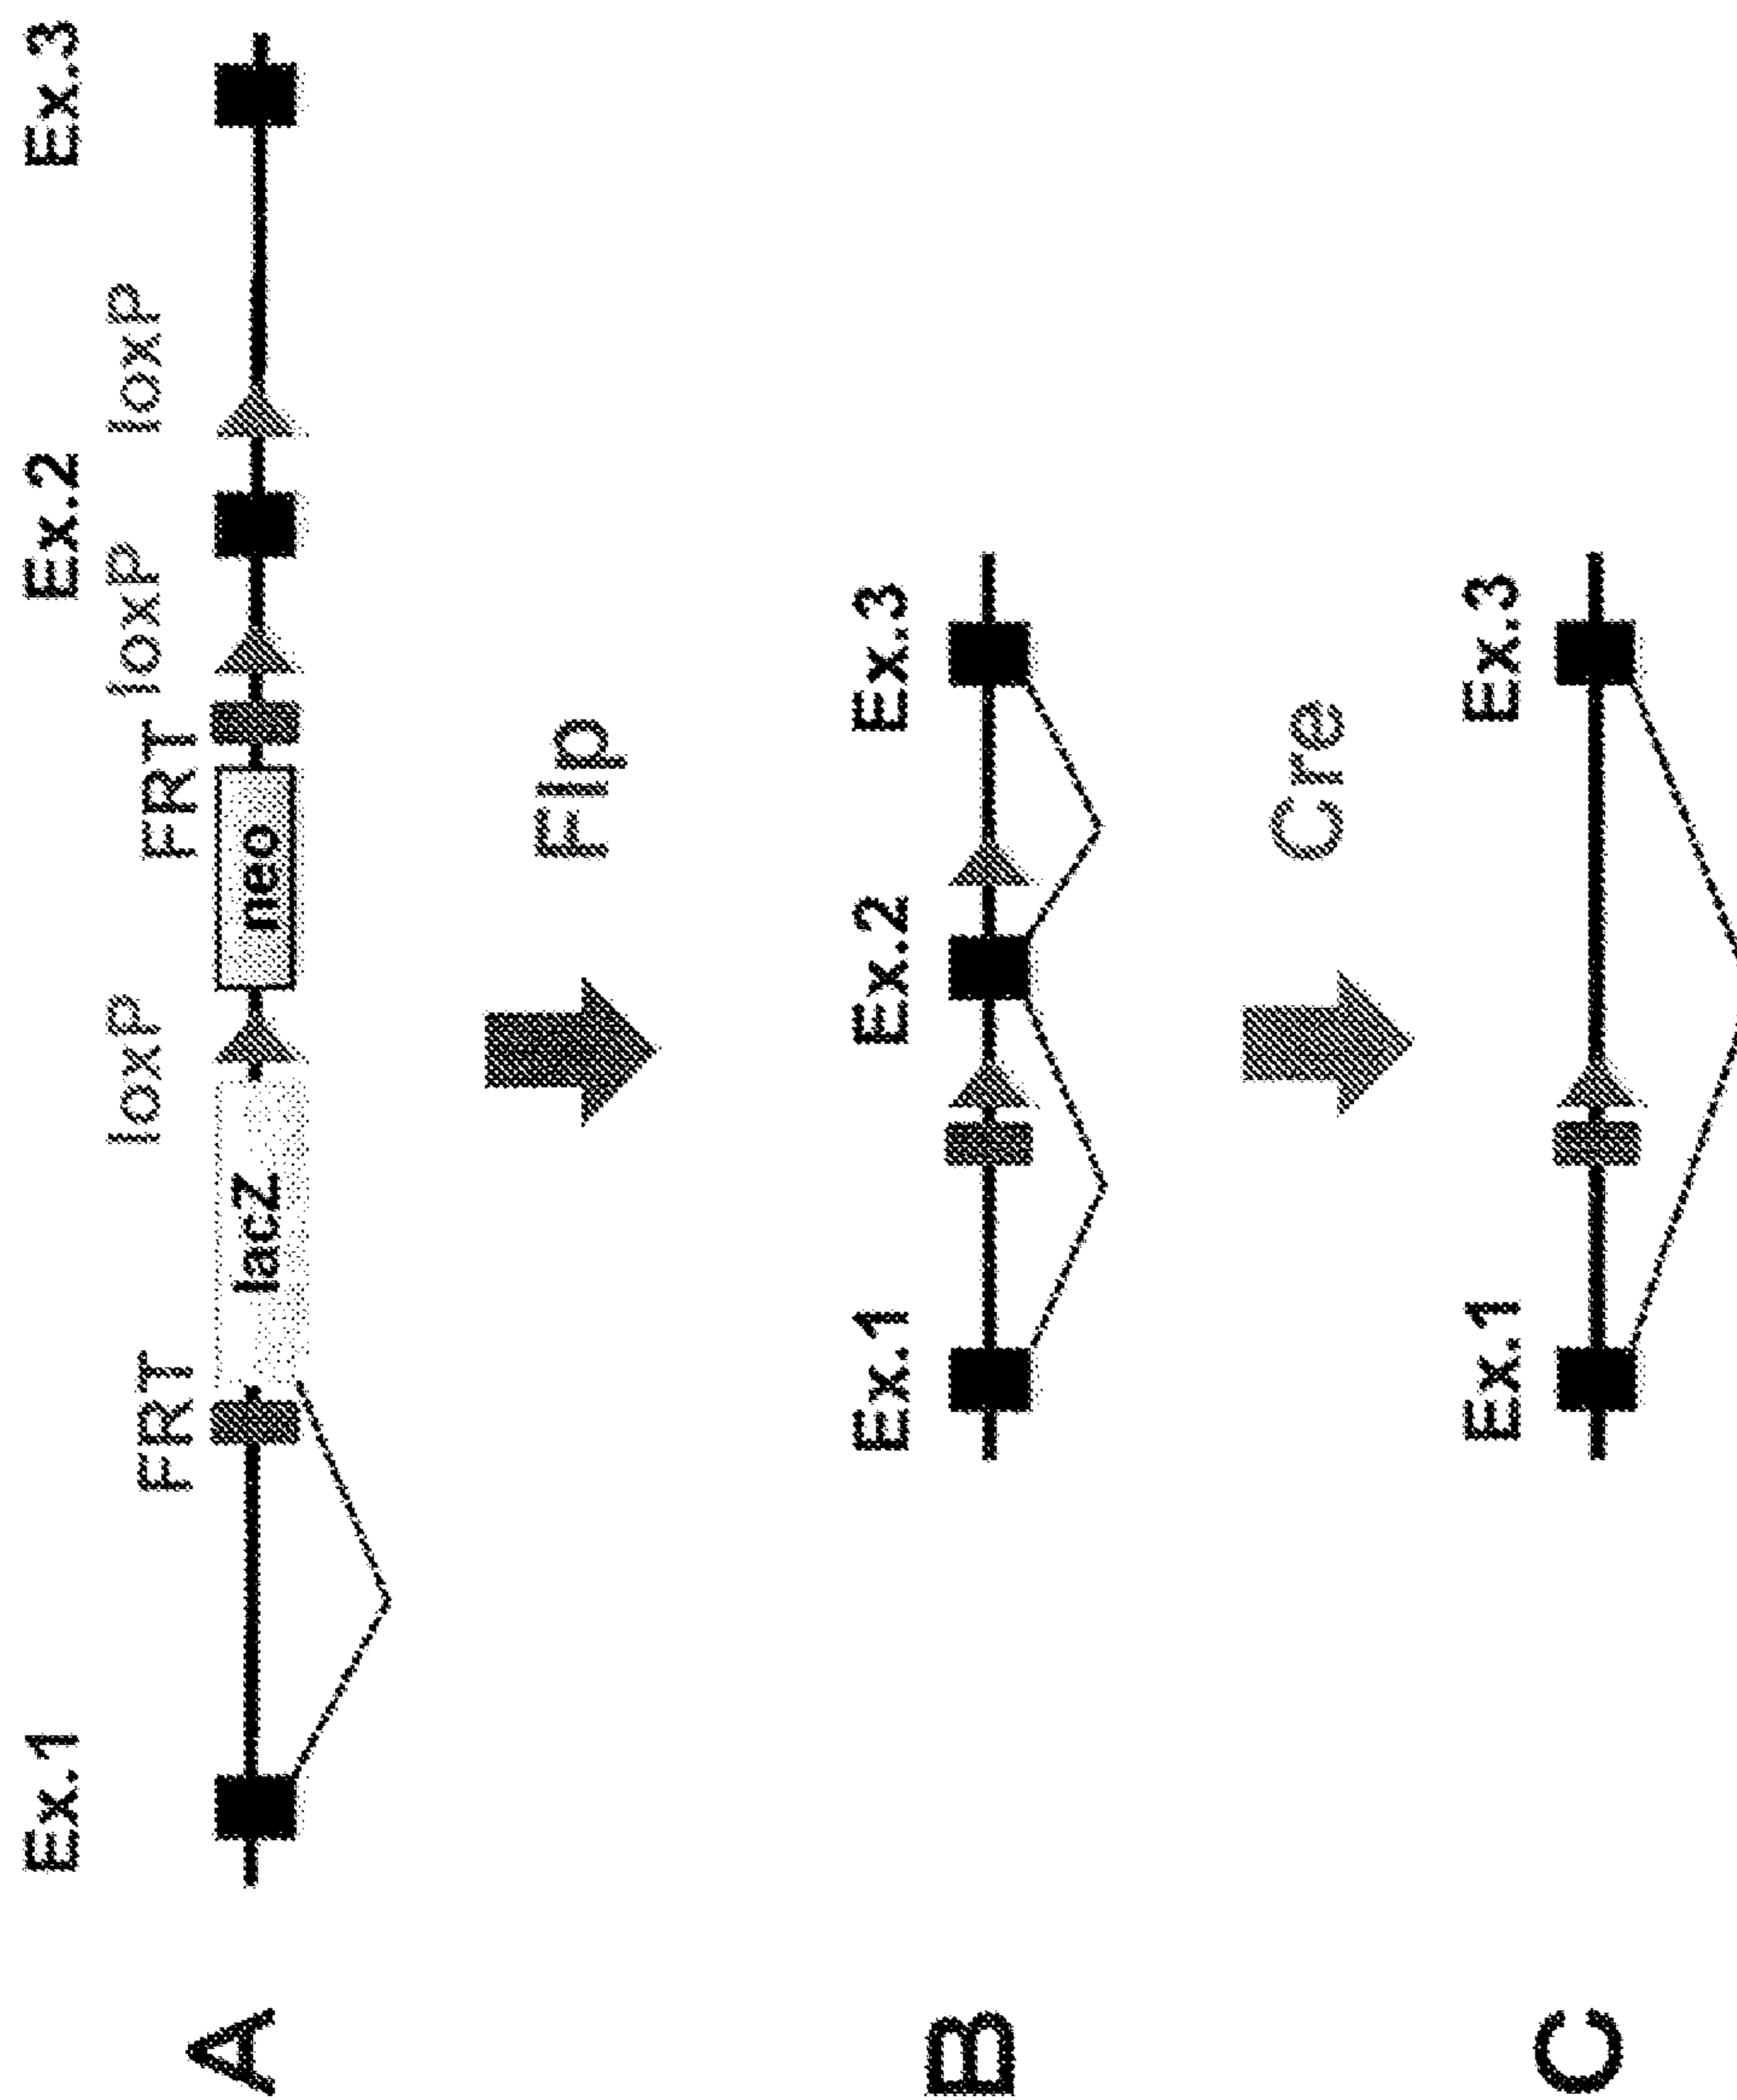 A
Ex.1
FRT
lacZ
loxP
neo
FRT
loxP
Ex.2
loxP
Ex.3
Flp
B
Ex.1
Ex.2
Ex.3
Cre
C
Ex.1
Ex.3